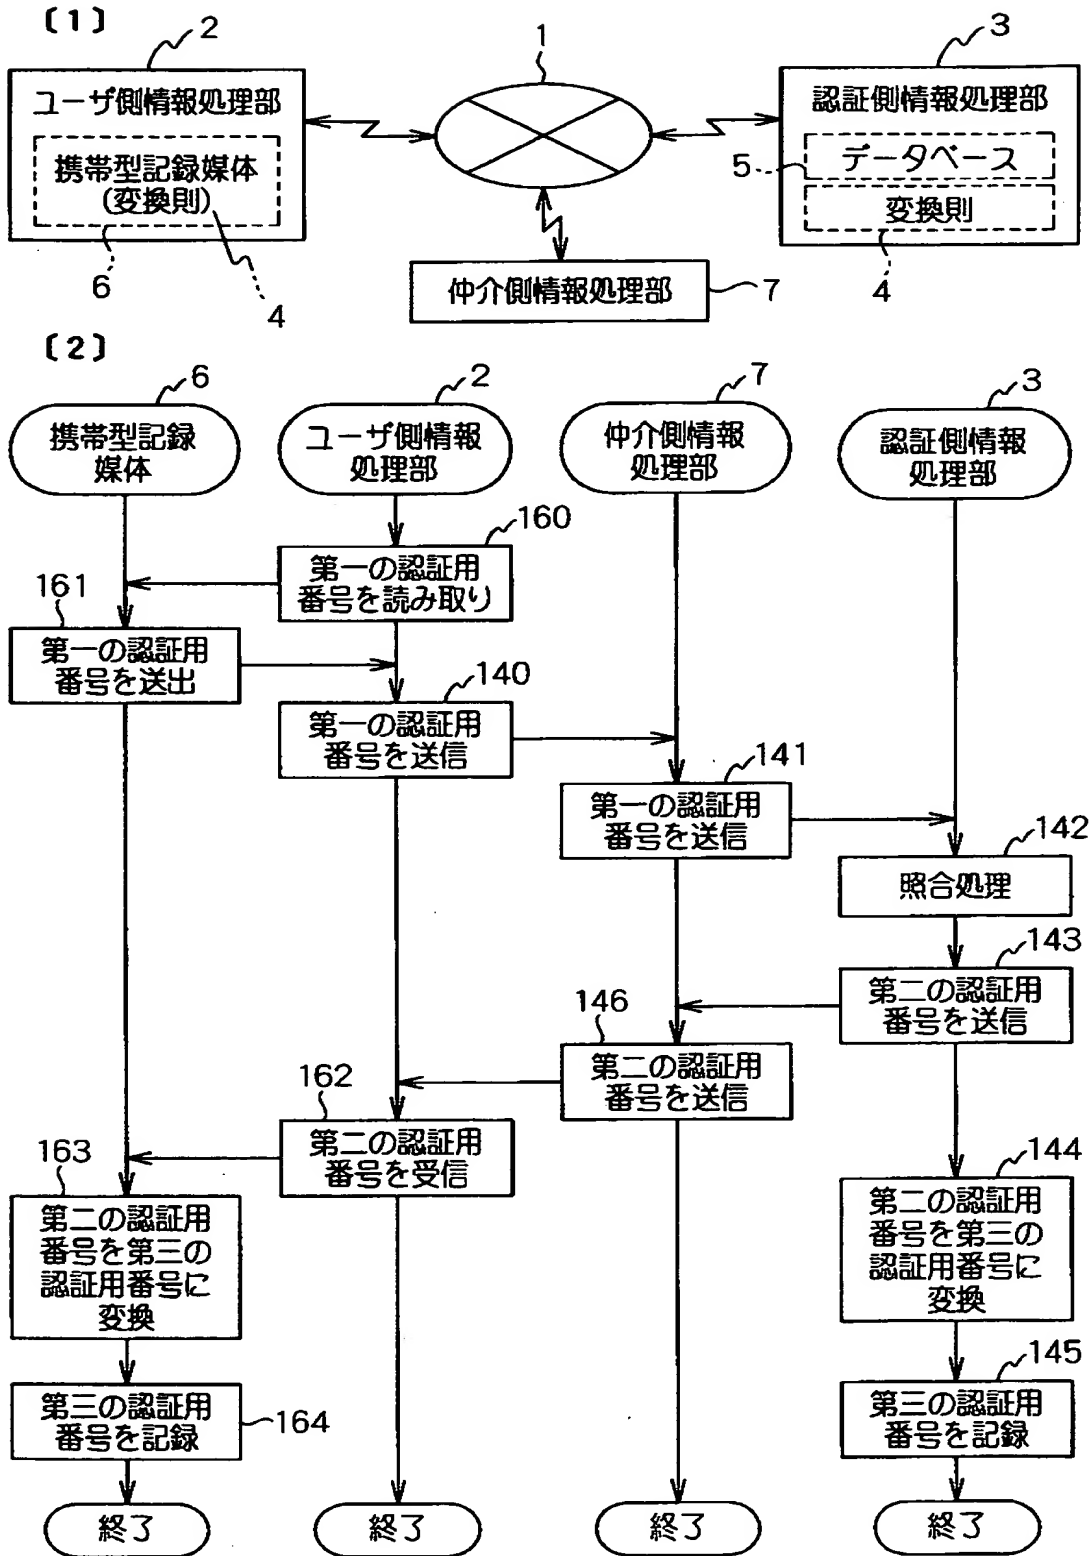 〔1〕
2
1
3
ユーザ側情報処理部
携帯型記録媒体
(変換則)
6
4
認証側情報処理部
5
データベース
変換則
4
仲介側情報処理部
7
〔2〕
6
携帯型記録
媒体
2
ユーザ側情報
処理部
7
仲介側情報
処理部
3
認証側情報
処理部
160
第一の認証用
番号を読み取り
161
第一の認証用
番号を送出
140
第一の認証用
番号を送信
141
第一の認証用
番号を送信
142
照合処理
143
第二の認証用
番号を送信
146
第二の認証用
番号を送信
162
第二の認証用
番号を受信
163
第二の認証用
番号を第三の
認証用番号に
変換
144
第二の認証用
番号を第三の
認証用番号に
変換
164
第三の認証用
番号を記録
145
第三の認証用
番号を記録
終了
終了
終了
終了